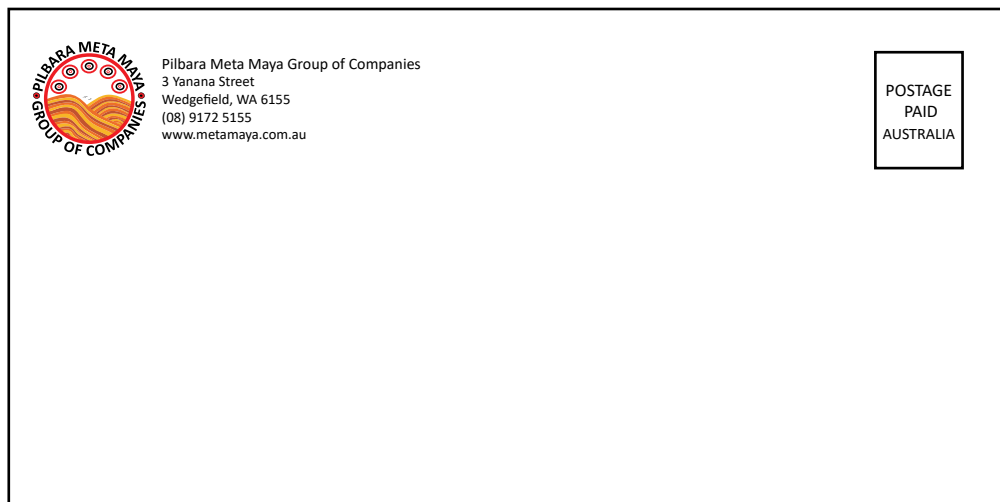 PILBARA META MAYA
GROUP OF COMPANIES
Pilbara Meta Maya Group of Companies
3 Yanana Street
Wedgefield, WA 6155
(08) 9172 5155
www.metamaya.com.au
POSTAGE
PAID
AUSTRALIA